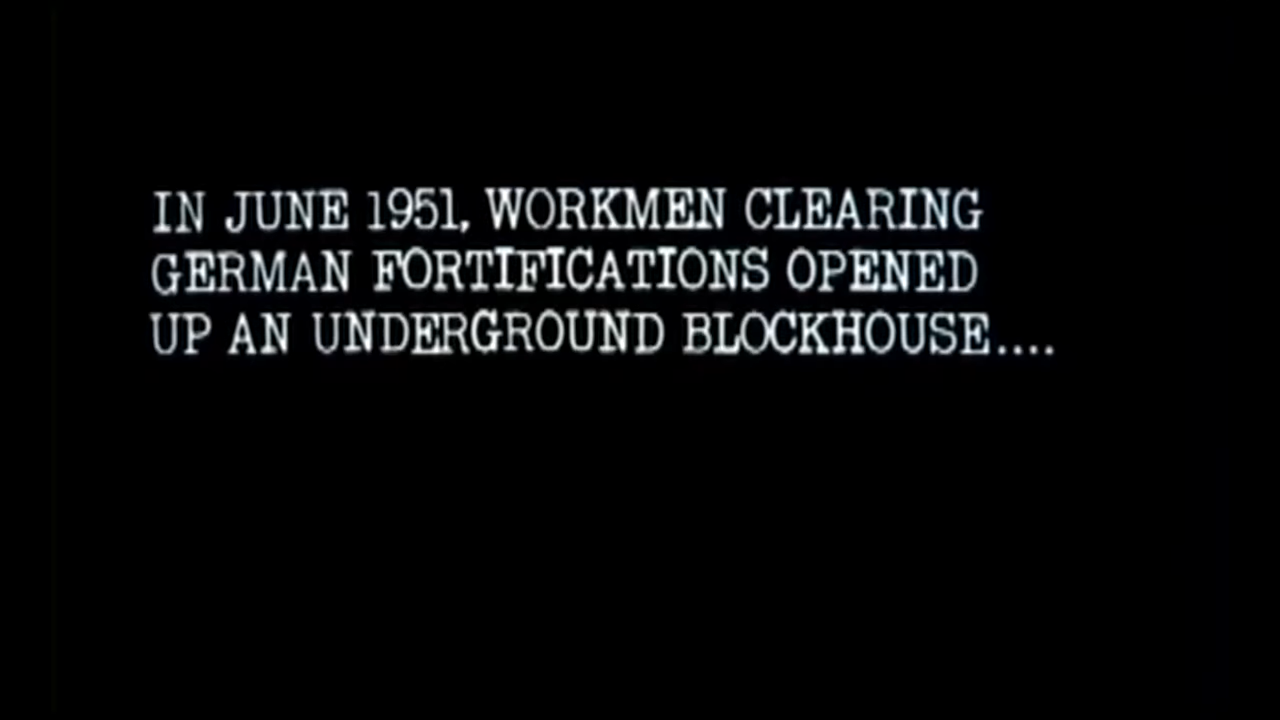 IN JUNE 1951, WORKMEN CLEARING
GERMAN FORTIFICATIONS OPENED
UP AN UNDERGROUND BLOCKHOUSE....